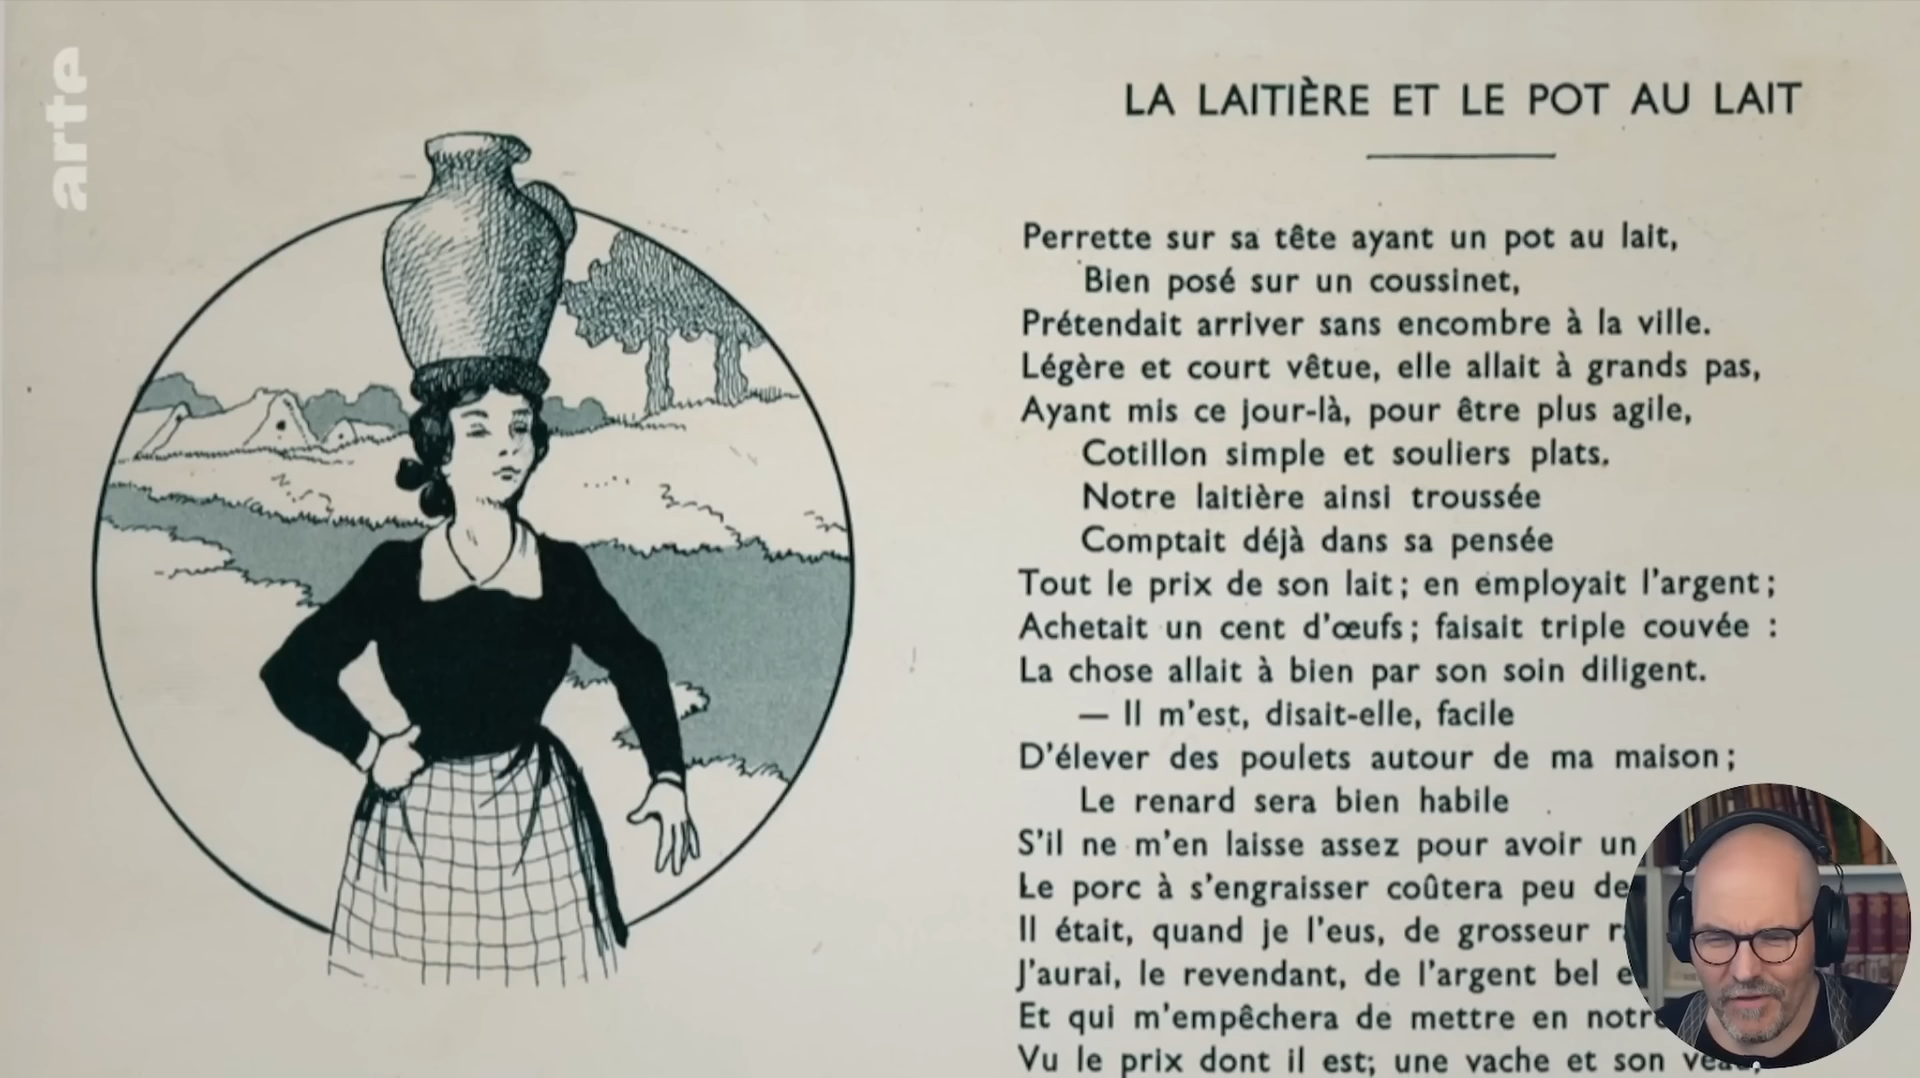 arte
LA LAITIÈRE ET LE POT AU LAIT
Perrette sur sa tête ayant un pot au lait,
Bien posé sur un coussinet,
Prétendait arriver sans encombre à la ville.
Légère et court vêtue, elle allait à grands pas,
Ayant mis ce jour-là, pour être plus agile,
Cotillon simple et souliers plats.
Notre laitière ainsi troussée
Comptait déjà dans sa pensée
Tout le prix de son lait ; en employait l'argent ;
Achetait un cent d'œufs ; faisait triple couvée :
La chose allait à bien par son soin diligent.
— Il m'est, disait-elle, facile
D'élever des poulets autour de ma maison ;
Le renard sera bien habile
S'il ne m'en laisse assez pour avoir un
Le porc à s'engraisser coûtera peu de
Il était, quand je l'eus, de grosseur
J'aurai, le revendant, de l'argent bel
Et qui m'empêchera de mettre en
Vu le prix dont il est; une vache et son